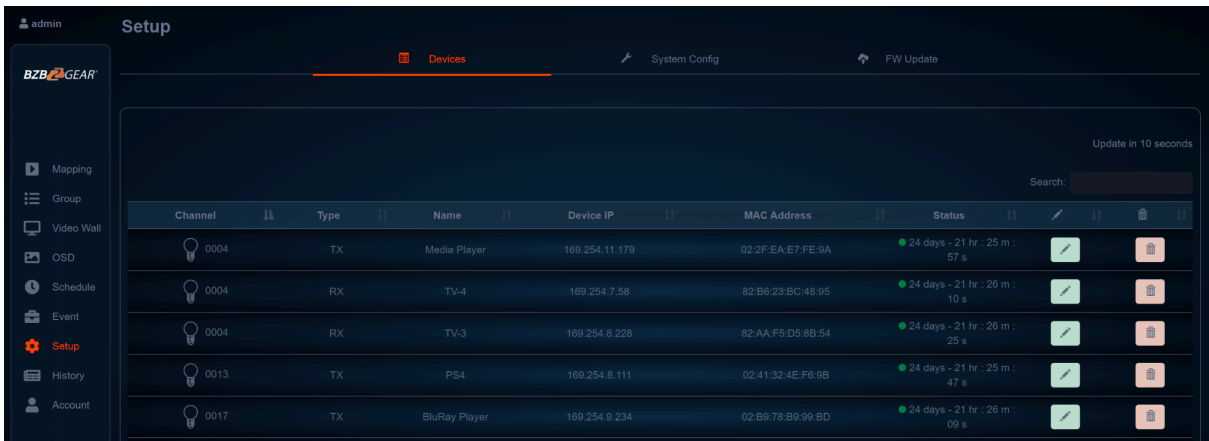 admin
Setup
BZBGEAR
Devices
System Config
FW Update
Update in 10 seconds
Search:
Mapping
Group
Video Wall
OSD
Schedule
Event
Setup
History
Account
Channel Type Name Device IP MAC Address Status
0004 TX Media Player 169.254.11.179 02:2F:EA:E7:FE:9A 24 days - 21 hr : 25 m :
57 s
0004 RX TV-4 169.254.7.58 82:B6:23:BC:48:95 24 days - 21 hr : 26 m :
10 s
0004 RX TV-3 169.254.8.228 82:AA:F5:D5:8B:54 24 days - 21 hr : 26 m :
25 s
0013 TX PS4 169.254.8.111 02:41:32:4E:F6:9B 24 days - 21 hr : 25 m :
47 s
0017 TX BluRay Player 169.254.9.234 02:B9:78:B9:99:BD 24 days - 21 hr : 26 m :
09 s